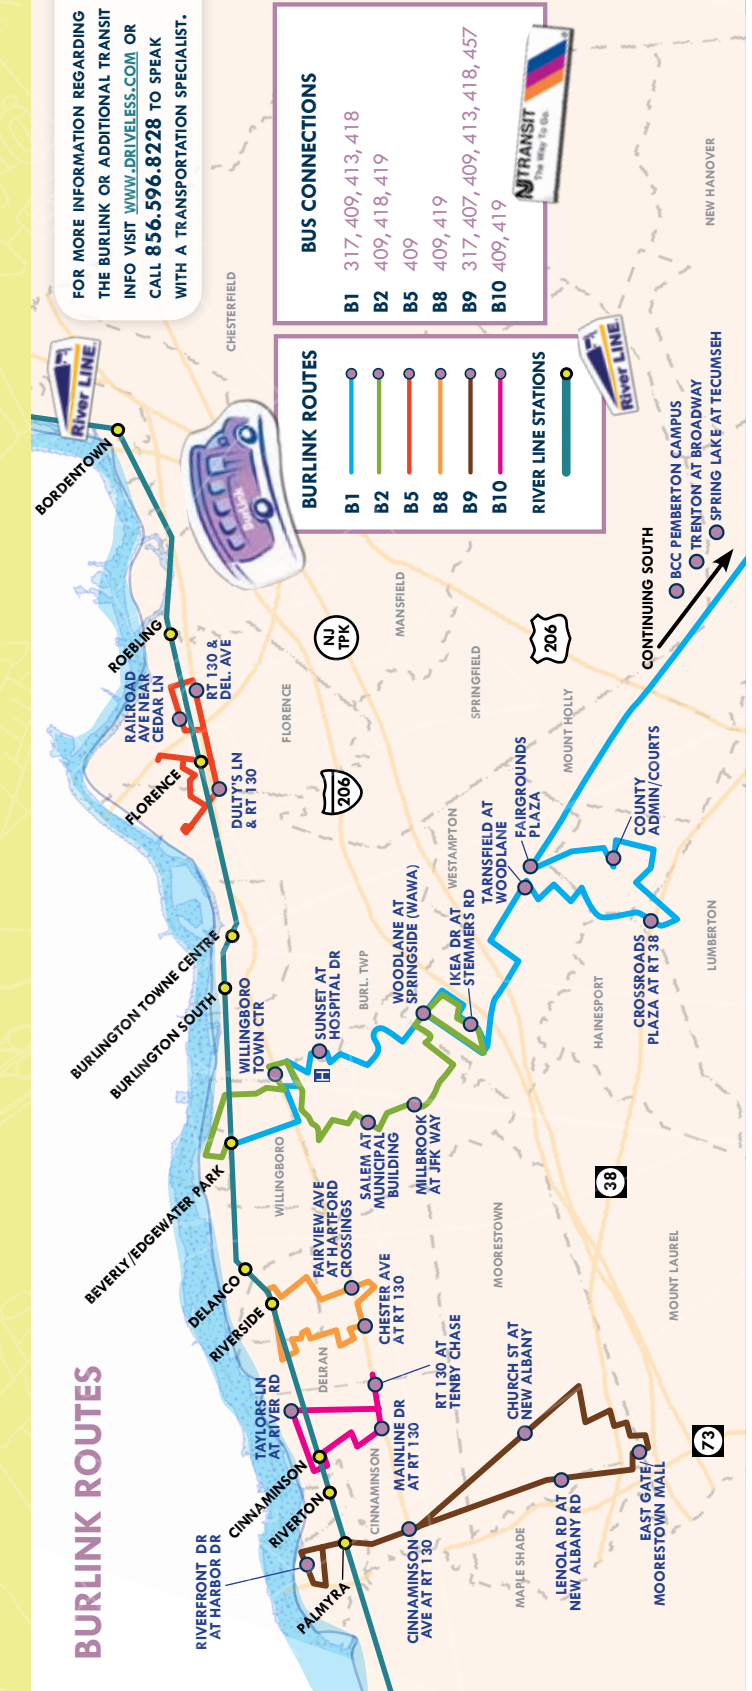 BURLINK ROUTES
FOR MORE INFORMATION REGARDING
THE BURLINK OR ADDITIONAL TRANSIT
INFO VISIT WWW.DRIVELESS.COM OR
CALL 856.596.8228 TO SPEAK
WITH A TRANSPORTATION SPECIALIST.
BUS CONNECTIONS
B1 317, 409, 413, 418
B2 409, 418, 419
B5 409
B8 409, 419
B9 317, 407, 409, 413, 418, 457
B10 409, 419
NJTRANSIT
The Way To Go.
BURLINK ROUTES
B1
B2
B5
B8
B9
B10
RIVER LINE STATIONS
River LINE
River LINE
BurLink
BORDENTOWN
ROEBLING
RAILROAD
AVE NEAR
CEDAR LN
RT 130 &
DEL. AVE
FLORENCE
DULTY'S LN
& RT 130
BURLINGTON TOWNE CENTRE
BURLINGTON SOUTH
WILLINGBORO
TOWN CTR
SUNSET AT
HOSPITAL DR
H
BEVERLY/EDGEWATER PARK
DELANCO
RIVERSIDE
FAIRVIEW AVE
AT HARTFORD
CROSSINGS
SALEM AT
MUNICIPAL
BUILDING
MILLBROOK
AT JFK WAY
WOODLANE AT
SPRINGSIDE (WAWA)
IKEA DR AT
STEMMERS RD
TARNSFIELD AT
WOODLANE
FAIRGROUNDS
PLAZA
COUNTY
ADMIN/COURTS
CROSSROADS
PLAZA AT RT 38
CONTINUING SOUTH
BCC PEMBERTON CAMPUS
TRENTON AT BROADWAY
SPRING LAKE AT TECUMSEH
CHESTER AVE
AT RT 130
RT 130 AT
TENBY CHASE
TAYLORS LN
AT RIVER RD
MAINLINE DR
AT RT 130
CINNAMINSON
RIVERTON
PALMYRA
RIVERFRONT DR
AT HARBOR DR
CINNAMINSON
AVE AT RT 130
CHURCH ST AT
NEW ALBANY
LENOLA RD AT
NEW ALBANY RD
EAST GATE/
MOORESTOWN MALL
CHESTERFIELD
NEW HANOVER
MANSFIELD
FLORENCE
SPRINGFIELD
MOUNT HOLLY
WESTAMPTON
BURL. TWP
LUMBERTON
HAINESPORT
WILLINGBORO
MOORESTOWN
MOUNT LAUREL
DELRAN
CINNAMINSON
MAPLE SHADE
NJ
TPK
206
206
38
73